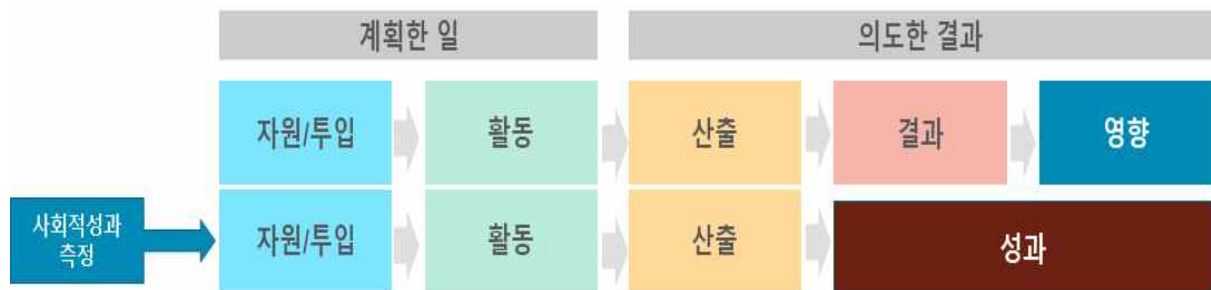 계획한 일
의도한 결과
자원/투입
활동
산출
결과
영향
사회적성과
측정
자원/투입
활동
산출
성과